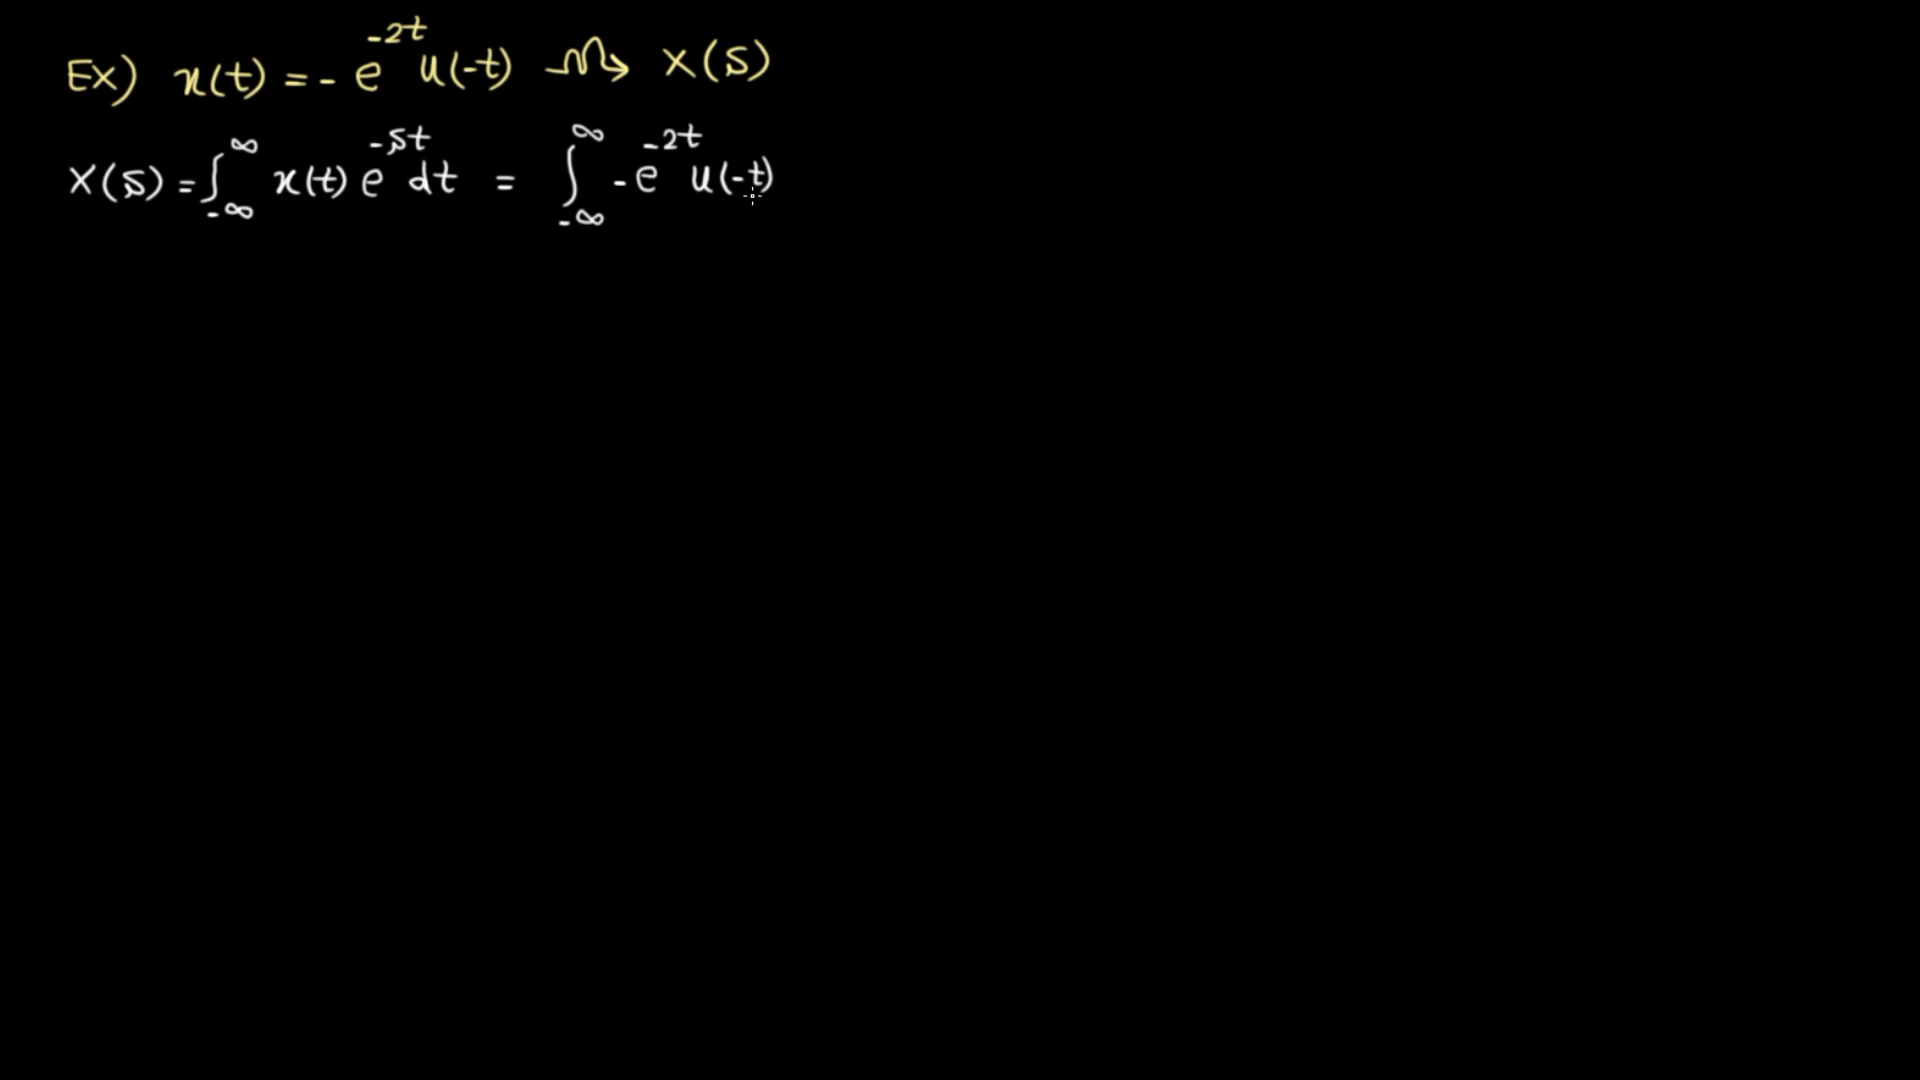 Ex) x(t) = - e^{-2t} u(-t) ⇝ X(s)
X(s) = ∫_{-∞}^{∞} x(t) e^{-st} dt = ∫_{-∞}^{∞} - e^{-2t} u(-t)